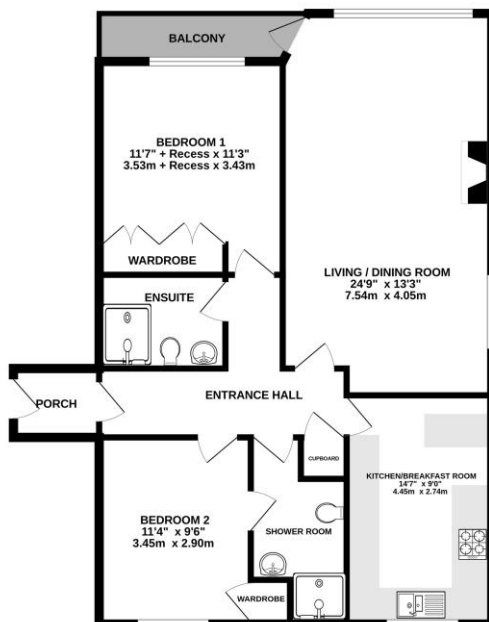 BALCONY
BEDROOM 1
11'7" + Recess x 11'3"
3.53m + Recess x 3.43m
WARDROBE
LIVING / DINING ROOM
24'9" x 13'3"
7.54m x 4.05m
ENSUITE
PORCH
ENTRANCE HALL
CUPBOARD
KITCHEN/BREAKFAST ROOM
14'7" x 9'0"
4.45m x 2.74m
BEDROOM 2
11'4" x 9'6"
3.45m x 2.90m
SHOWER ROOM
WARDROBE